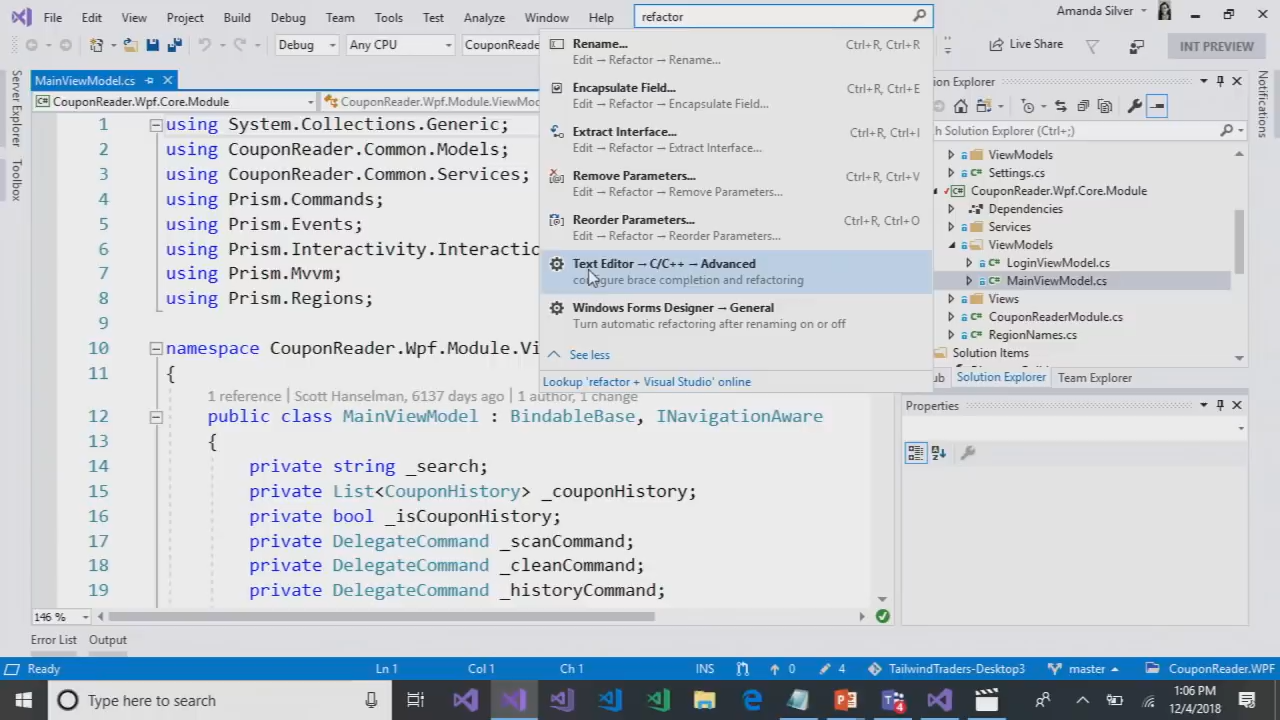 File Edit View Project Build Debug Team Tools Test Analyze Window Help refactor Amanda Silver
Debug Any CPU CouponReade Live Share INT PREVIEW
Server Explorer
Toolbox
Notifications
MainViewModel.cs
CouponReader.Wpf.Core.Module CouponReader.Wpf.Module.ViewMod
1 using System.Collections.Generic;
2 using CouponReader.Common.Models;
3 using CouponReader.Common.Services;
4 using Prism.Commands;
5 using Prism.Events;
6 using Prism.Interactivity.Interactio
7 using Prism.Mvvm;
8 using Prism.Regions;
9
10 namespace CouponReader.Wpf.Module.Vi
11 {
1 reference | Scott Hanselman, 6137 days ago | 1 author, 1 change
12 public class MainViewModel : BindableBase, INavigationAware
13 {
14 private string _search;
15 private List<CouponHistory> _couponHistory;
16 private bool _isCouponHistory;
17 private DelegateCommand _scanCommand;
18 private DelegateCommand _cleanCommand;
19 private DelegateCommand _historyCommand;
Rename... Ctrl+R, Ctrl+R
Edit → Refactor → Rename...
Encapsulate Field... Ctrl+R, Ctrl+E
Edit → Refactor → Encapsulate Field...
Extract Interface... Ctrl+R, Ctrl+I
Edit → Refactor → Extract Interface...
Remove Parameters... Ctrl+R, Ctrl+V
Edit → Refactor → Remove Parameters...
Reorder Parameters... Ctrl+R, Ctrl+O
Edit → Refactor → Reorder Parameters...
Text Editor → C/C++ → Advanced
configure brace completion and refactoring
Windows Forms Designer → General
Turn automatic refactoring after renaming on or off
See less
Lookup 'refactor + Visual Studio' online
ion Explorer
h Solution Explorer (Ctrl+;)
ViewModels
C# Settings.cs
C# CouponReader.Wpf.Core.Module
Dependencies
Services
ViewModels
C# LoginViewModel.cs
C# MainViewModel.cs
Views
C# CouponReaderModule.cs
C# RegionNames.cs
Solution Items
ub Solution Explorer Team Explorer
Properties
146 %
Error List Output
Ready Ln 1 Col 1 Ch 1 INS 0 4 TailwindTraders-Desktop3 master CouponReader.WPF
Type here to search 4 1:06 PM
12/4/2018